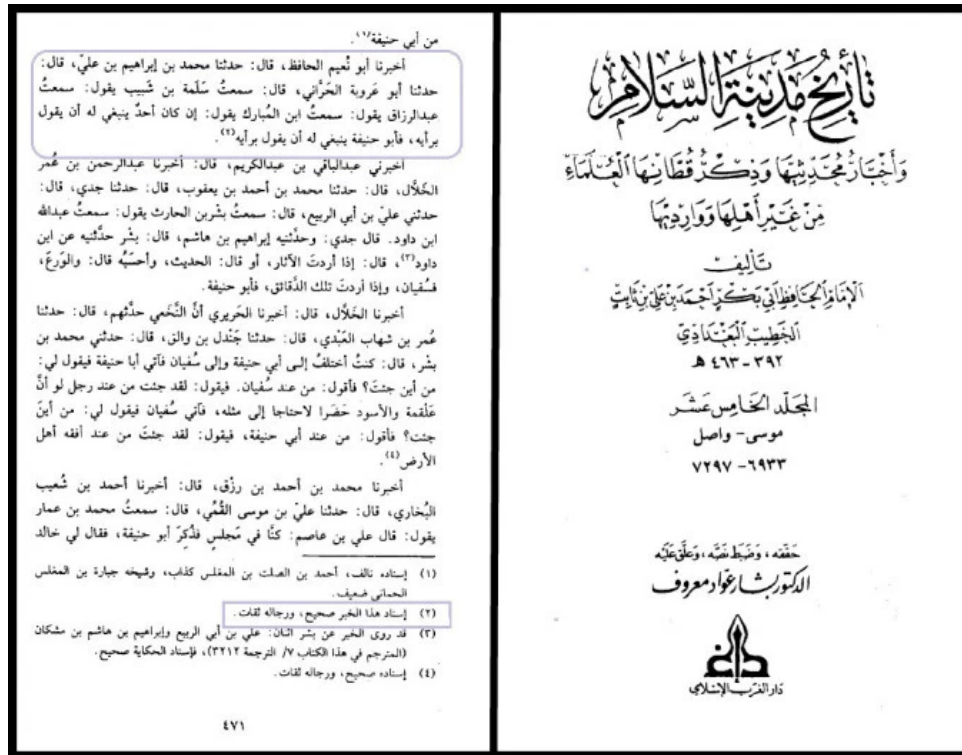 من أبي حنيفة(١).
أخبرنا أبو نُعيم الحافظ، قال: حدثنا محمد بن إبراهيم بن عليّ، قال:
حدثنا أبو عَروبة الحَرَّاني، قال: سمعتُ سَلَمة بن شَبيب يقول: سمعتُ
عبدالرزاق يقول: سمعتُ ابن المُبارك يقول: إن كان أحدٌ ينبغي له أن يقول
برأيه، فأبو حنيفة ينبغي له أن يقول برأيه(٢).
أخبرني عبدالباقي بن عبدالكريم، قال: أخبرنا عبدالرحمن بن عُمر
الخَلَّال، قال: حدثنا محمد بن أحمد بن يعقوب، قال: حدثنا جدي، قال:
حدثني عليّ بن أبي الربيع، قال: سمعتُ بشْر بن الحارث يقول: سمعتُ عبدالله
ابن داود. قال جدي: وحدَّثنيه إبراهيم بن هاشم، قال: بشْر حدَّثنيه عن ابن
داود(٣)، قال: إذا أردتَ الآثار، أو قال: الحديث، وأحسَبُه قال: والوَرعَ،
فسُفيان، وإذا أردتَ تلك الدَّقائق، فأبو حنيفة.
أخبرنا الخَلَّال، قال: أخبرنا الحَريري أنَّ النَّخَعي حدَّثهم، قال: حدثنا
عُمر بن شهاب العَبْدي، قال: حدثنا جَنْدل بن والق، قال: حدثني محمد بن
بشْر، قال: كنتُ أختلفُ إلى أبي حنيفة وإلى سُفيان فآتي أبا حنيفة فيقول لي:
من أين جئتَ؟ فأقول: من عند سُفيان. فيقول: لقد جئت من عند رجل لو أنَّ
عَلْقمة والأسود حَضَرا لاحتاجا إلى مثله، فآتي سُفيان فيقول لي: من أينَ
جئت؟ فأقول: من عند أبي حنيفة، فيقول: لقد جئتَ من عند أفقه أهل
الأرض(٤).
أخبرنا محمد بن أحمد بن رزْق، قال: أخبرنا أحمد بن شُعيب
البُخاري، قال: حدثنا عليّ بن موسى القُمِّي، قال: سمعتُ محمد بن عمار
يقول: قال علي بن عاصم: كنَّا في مَجلسٍ فذُكِرَ أبو حنيفة، فقال لي خالد
(١) إسناده تالف، أحمد بن الصلت بن المغلس كذاب، وشيخه جبارة بن المغلس
الحماني ضعيف.
(٢) إسناد هذا الخبر صحيح، ورجاله ثقات.
(٣) قد روى الخبر عن بشر اثنان: علي بن أبي الربيع وإبراهيم بن هاشم بن مشكان
(المترجم في هذا الكتاب ٧/ الترجمة ٣٢١٢)، فإسناد الحكاية صحيح.
(٤) إسناده صحيح، ورجاله ثقات.
٤٧١
تاريخ مدينة السلام
وأخبار محدثيها وذكر قطانها العلماء
من غير أهلها ووارديها
تأليف
الإمام الحافظ أبي بكر أحمد بن علي بن ثابت
الخطيب البغدادي
٣٩٢ - ٤٦٣ هـ
المجلد الخامس عشر
موسى - واصل
٦٩٣٣ - ٧٢٩٧
حققه، وضبط نصه، وعلق عليه
الدكتور بشار عواد معروف
دار الغرب الإسلامي